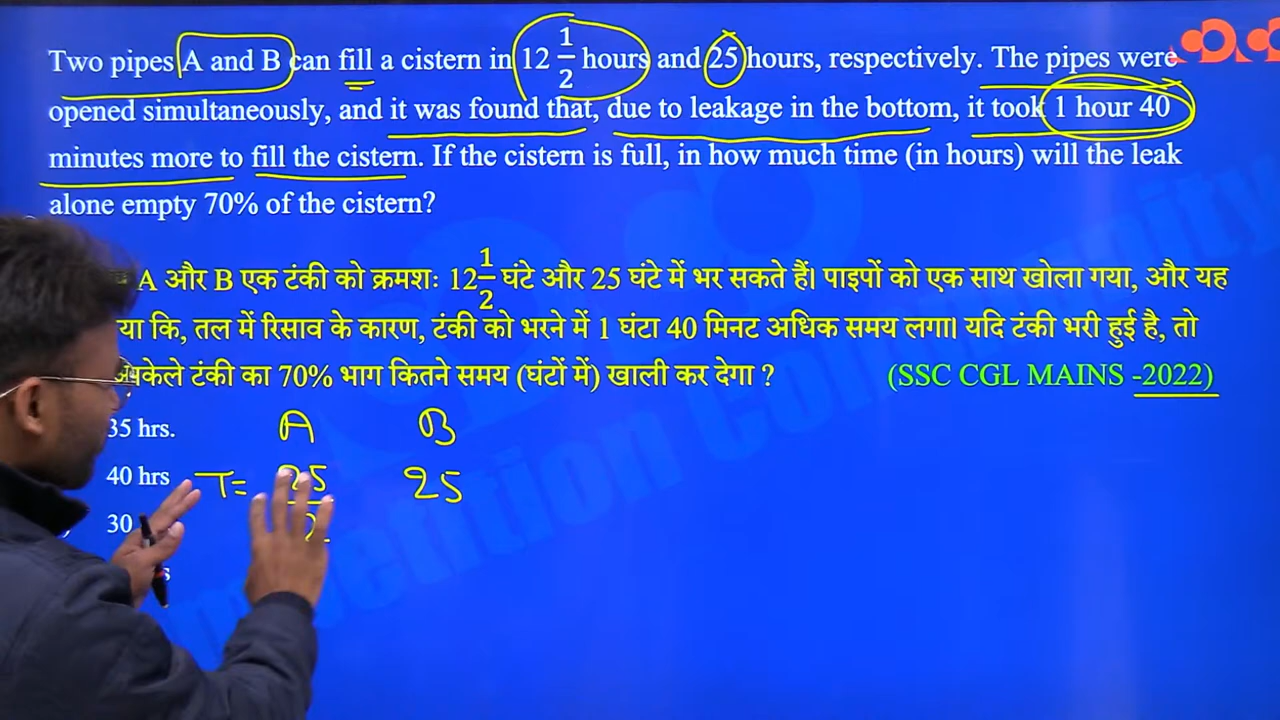 Two pipes A and B can fill a cistern in 12 1/2 hours and 25 hours, respectively. The pipes were
opened simultaneously, and it was found that, due to leakage in the bottom, it took 1 hour 40
minutes more to fill the cistern. If the cistern is full, in how much time (in hours) will the leak
alone empty 70% of the cistern?
A और B एक टंकी को क्रमशः 12 1/2 घंटे और 25 घंटे में भर सकते हैं। पाइपों को एक साथ खोला गया, और यह
या कि, तल में रिसाव के कारण, टंकी को भरने में 1 घंटा 40 मिनट अधिक समय लगा। यदि टंकी भरी हुई है, तो
टंकी का 70% भाग कितने समय (घंटों में) खाली कर देगा ?
(SSC CGL MAINS -2022)
35 hrs.
A B
40 hrs
T= 25/2 25
30